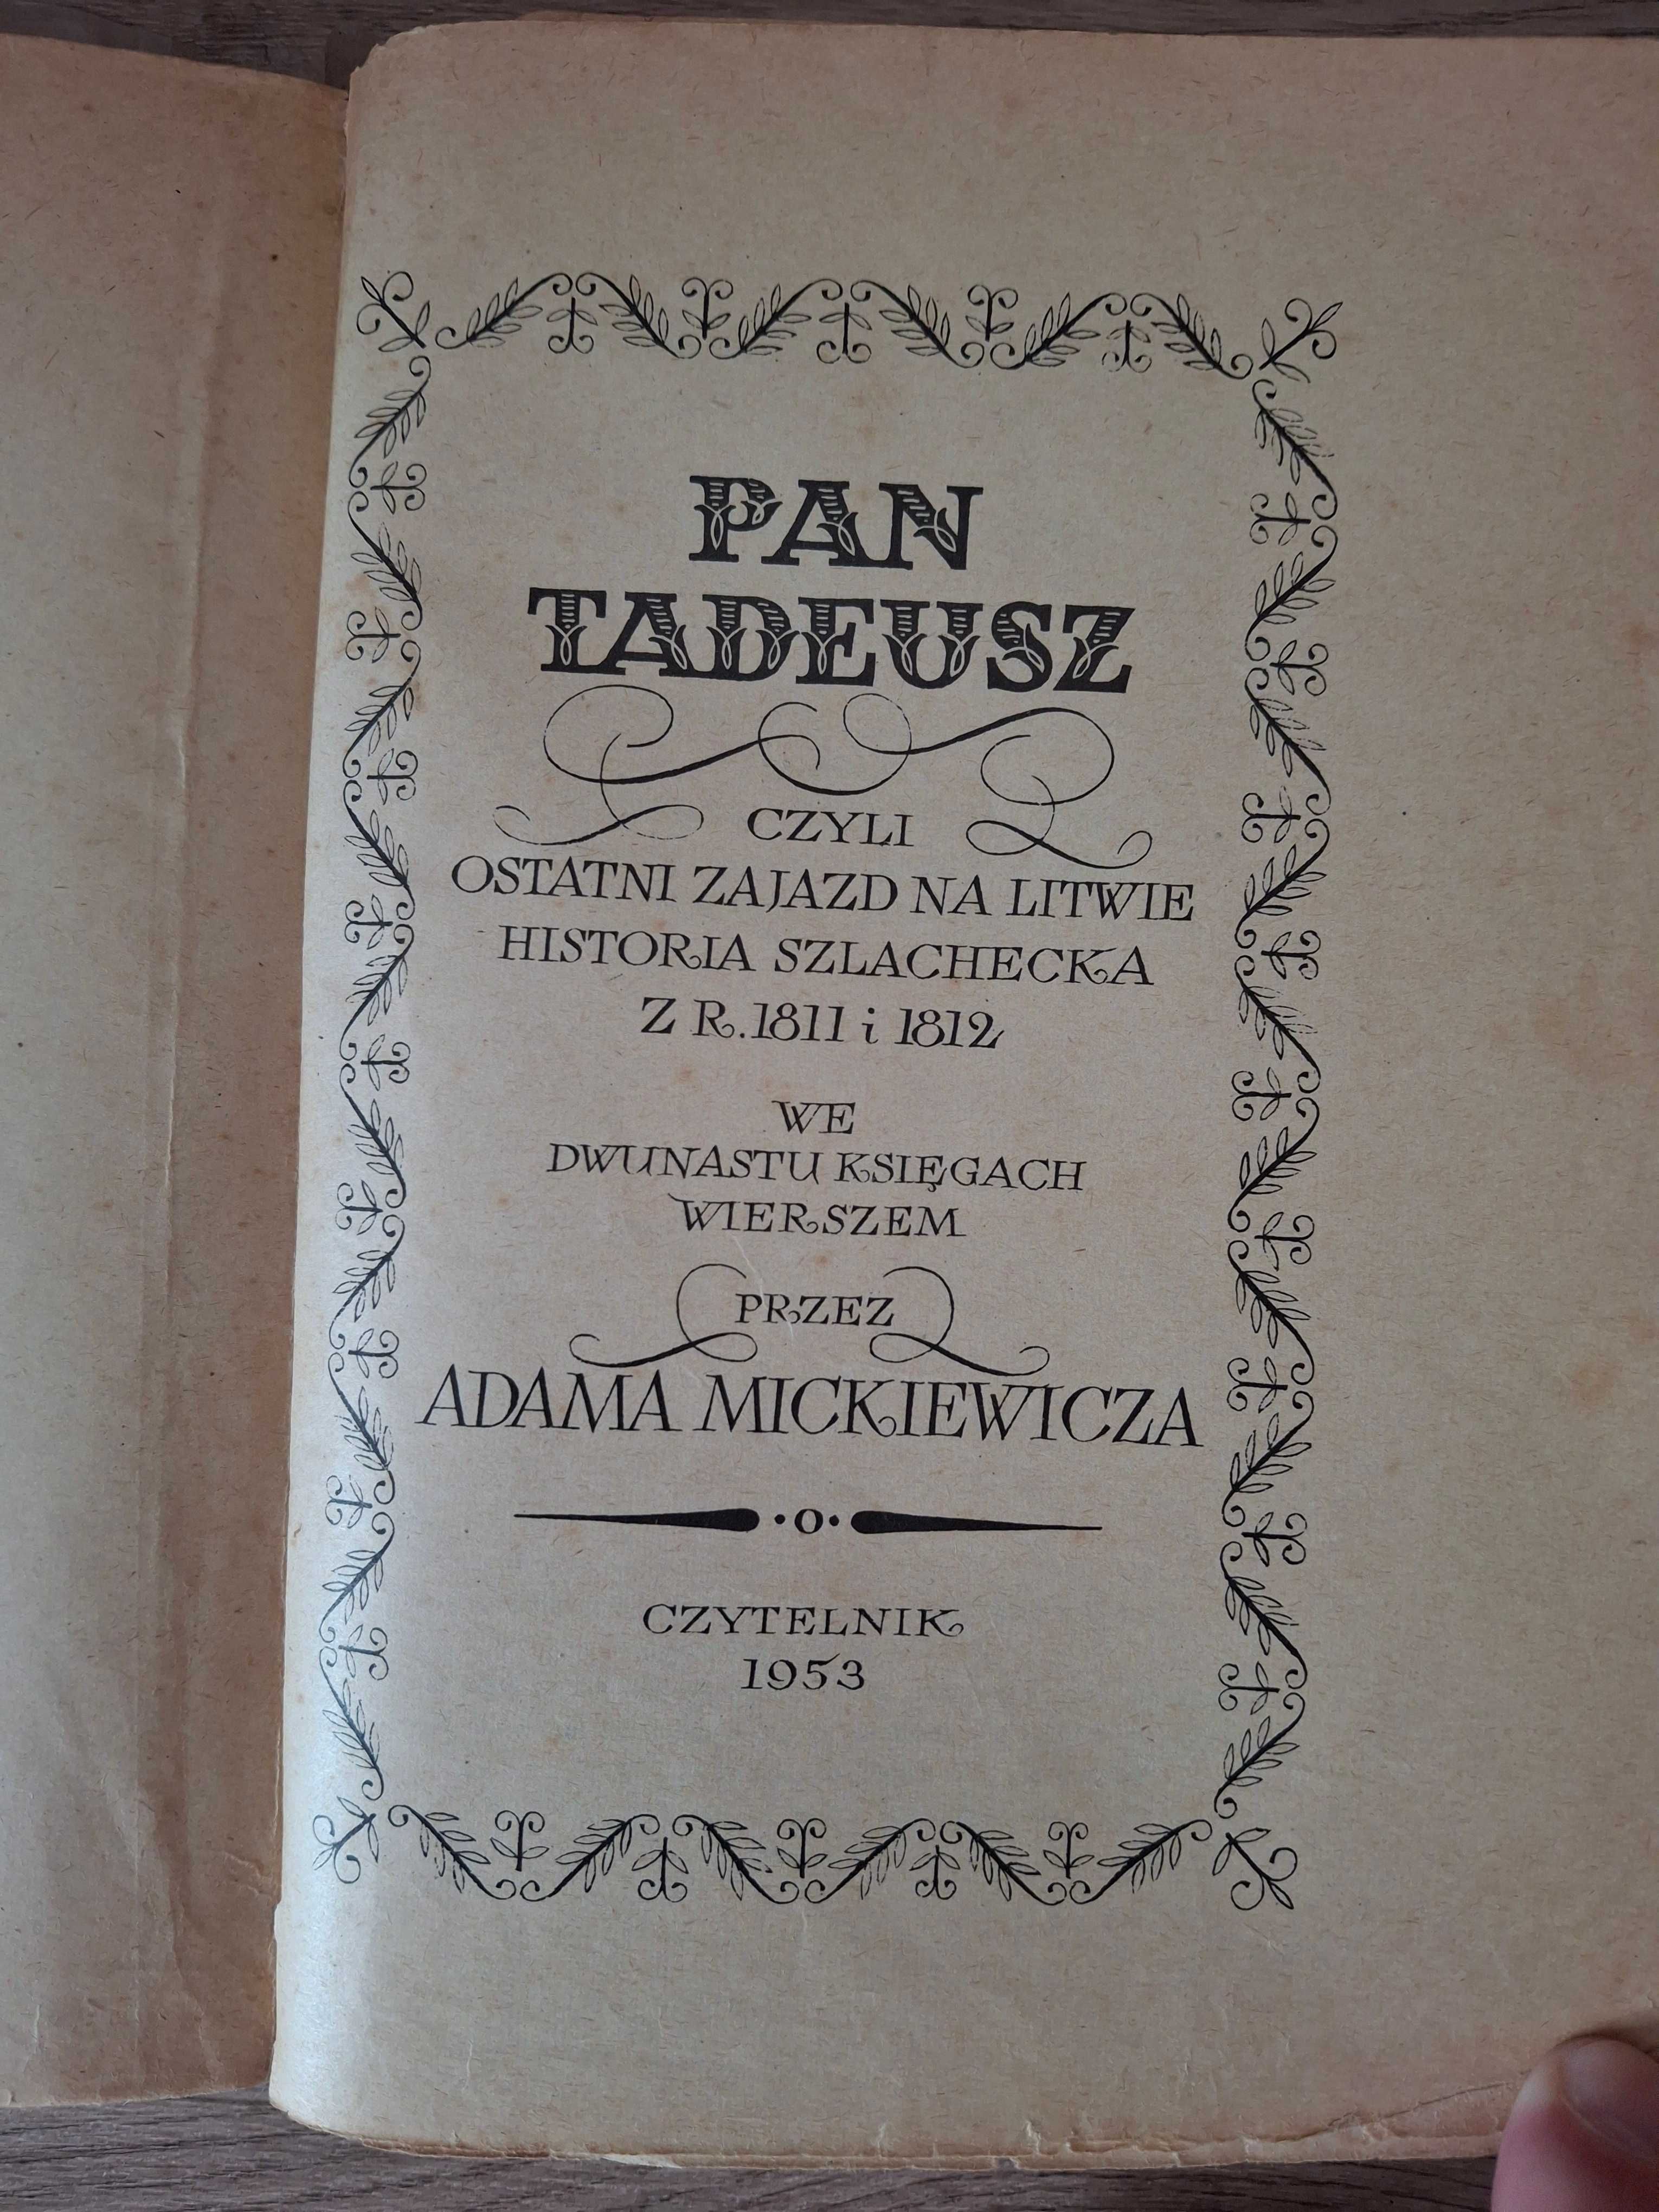 PAN
TADEUSZ
CZYLI
OSTATNI ZAJAZD NA LITWIE
HISTORIA SZLACHECKA
Z R. 1811 i 1812
WE
DWUNASTU KSIĘGACH
WIERSZEM
PRZEZ
ADAMA MICKIEWICZA
CZYTELNIK
1953